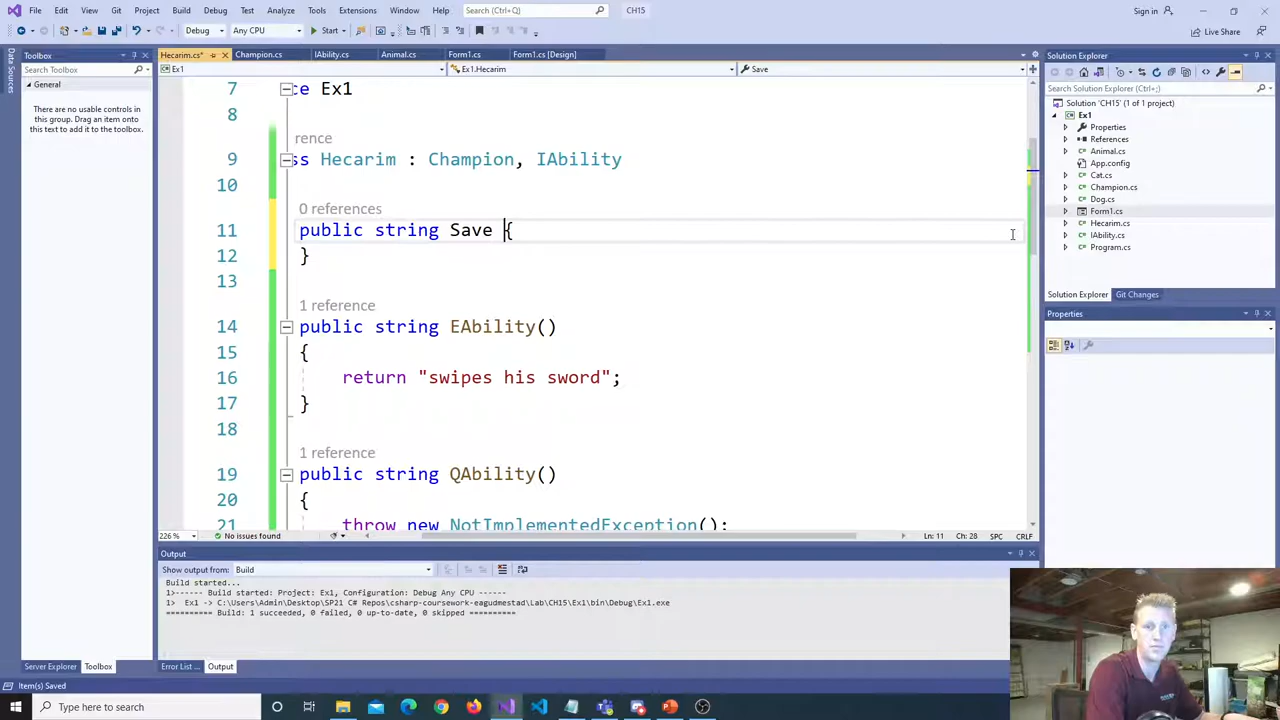 File Edit View Git Project Build Debug Test Analyze Tools Extensions Window Help Search (Ctrl+Q) CH15 Sign in
Debug Any CPU Start Live Share
Data Sources
Toolbox
Search Toolbox
General
There are no usable controls in
this group. Drag an item onto
this text to add it to the toolbox.
Server Explorer Toolbox
Hecarim.cs* Champion.cs IAbility.cs Animal.cs Form1.cs Form1.cs [Design]
Ex1 Ex1.Hecarim Save
7 ce Ex1
8
rence
9 ss Hecarim : Champion, IAbility
10
0 references
11 public string Save {
12 }
13
1 reference
14 public string EAbility()
15 {
16 return "swipes his sword";
17 }
18
1 reference
19 public string QAbility()
20 {
21 throw new NotImplementedException();
226 % No issues found Ln: 11 Ch: 28 SPC CRLF
Output
Show output from: Build
Build started...
1>------ Build started: Project: Ex1, Configuration: Debug Any CPU ------
1> Ex1 -> C:\Users\Admin\Desktop\SP21 C# Repos\csharp-coursework-eagudmestad\Lab\CH15\Ex1\bin\Debug\Ex1.exe
========== Build: 1 succeeded, 0 failed, 0 up-to-date, 0 skipped ==========
Error List ... Output
Solution Explorer
Search Solution Explorer (Ctrl+;)
Solution 'CH15' (1 of 1 project)
Ex1
Properties
References
Animal.cs
App.config
Cat.cs
Champion.cs
Dog.cs
Form1.cs
Hecarim.cs
IAbility.cs
Program.cs
Solution Explorer Git Changes
Properties
Item(s) Saved
Type here to search